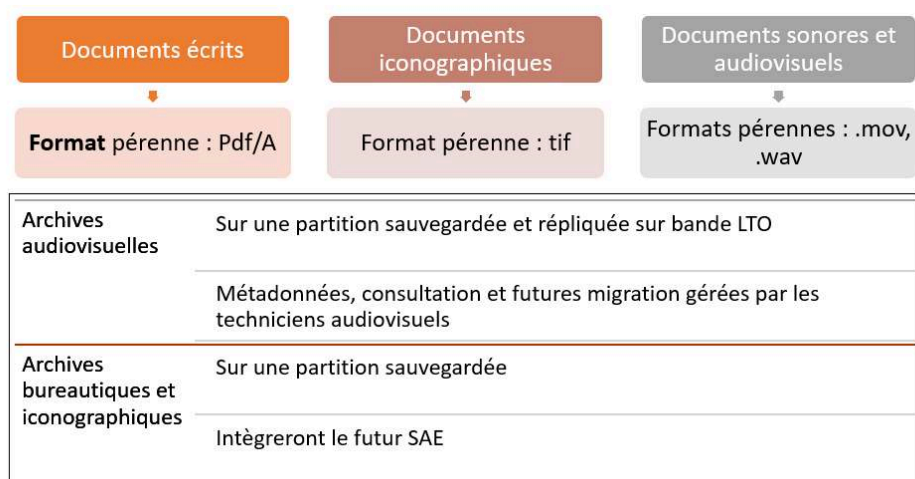 Documents écrits
Documents
iconographiques
Documents sonores et
audiovisuels
Format pérenne : Pdf/A
Format pérenne : tif
Formats pérennes : .mov,
.wav
Archives
audiovisuelles
Sur une partition sauvegardée et répliquée sur bande LTO
Métadonnées, consultation et futures migration gérées par les
techniciens audiovisuels
Archives
bureautiques et
iconographiques
Sur une partition sauvegardée
Intègreront le futur SAE